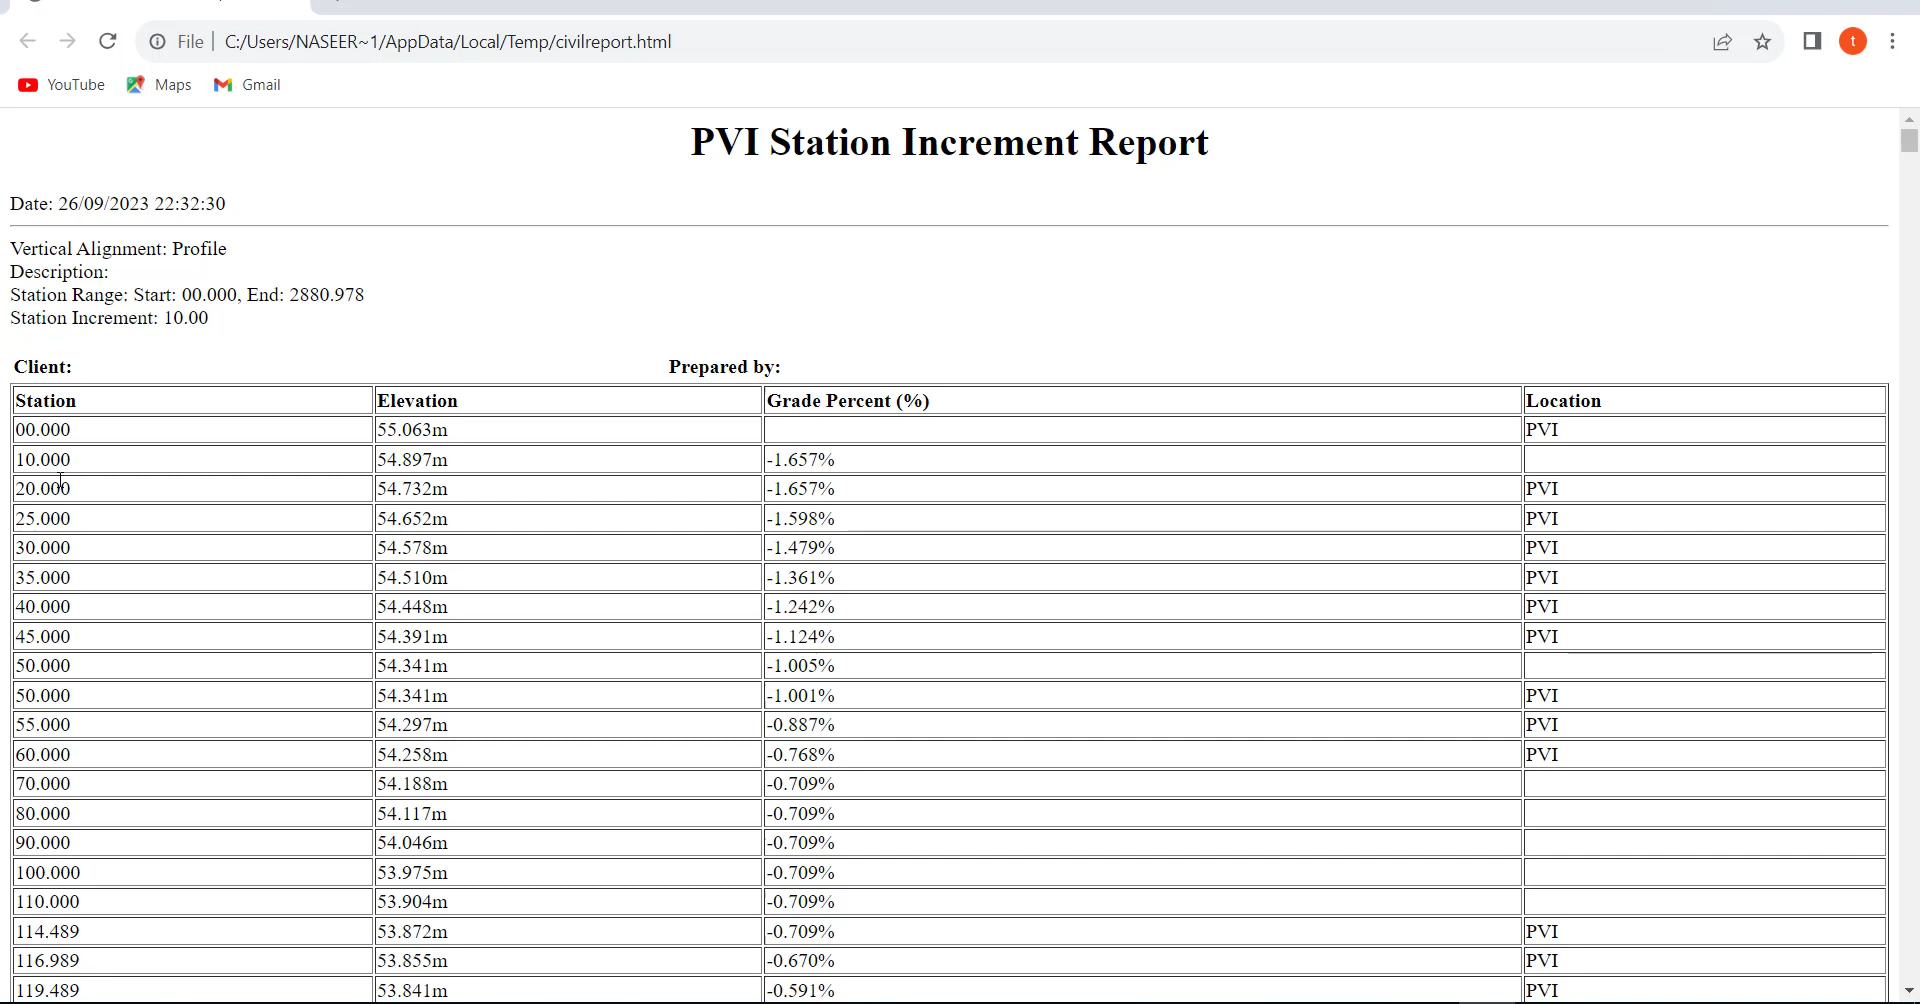 File
C:/Users/NASEER~1/AppData/Local/Temp/civilreport.html
t
YouTube Maps Gmail
PVI Station Increment Report
Date: 26/09/2023 22:32:30
Vertical Alignment: Profile
Description:
Station Range: Start: 00.000, End: 2880.978
Station Increment: 10.00
Client: Prepared by:
Station Elevation Grade Percent (%) Location
00.000 55.063m PVI
10.000 54.897m -1.657%
20.000 54.732m -1.657% PVI
25.000 54.652m -1.598% PVI
30.000 54.578m -1.479% PVI
35.000 54.510m -1.361% PVI
40.000 54.448m -1.242% PVI
45.000 54.391m -1.124% PVI
50.000 54.341m -1.005%
50.000 54.341m -1.001% PVI
55.000 54.297m -0.887% PVI
60.000 54.258m -0.768% PVI
70.000 54.188m -0.709%
80.000 54.117m -0.709%
90.000 54.046m -0.709%
100.000 53.975m -0.709%
110.000 53.904m -0.709%
114.489 53.872m -0.709% PVI
116.989 53.855m -0.670% PVI
119.489 53.841m -0.591% PVI